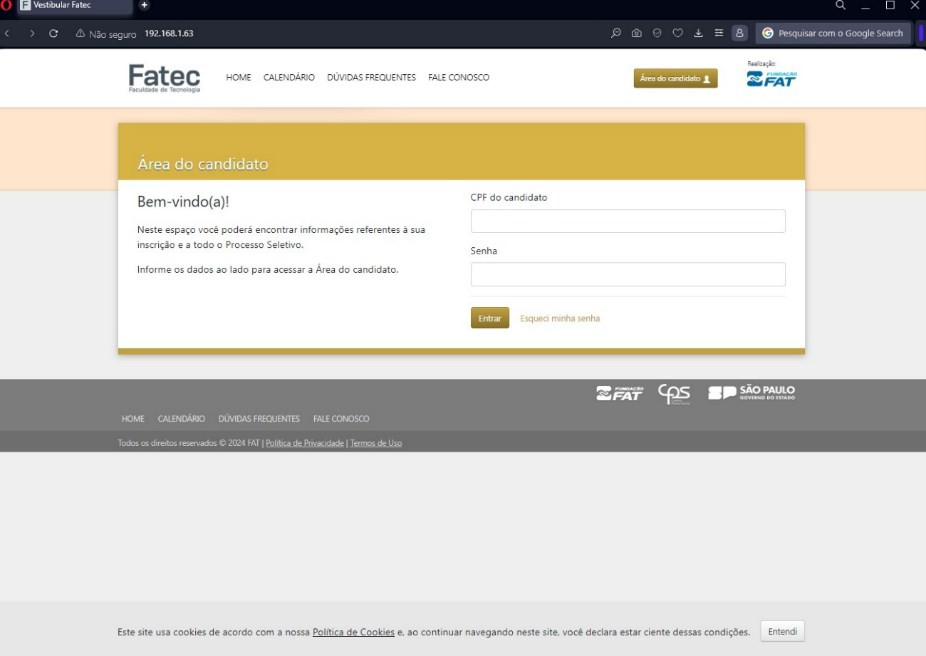 Vestibular Fatec
Não seguro 192.168.1.63
Pesquisar com o Google Search
Fatec
Faculdade de Tecnologia
HOME CALENDÁRIO DÚVIDAS FREQUENTES FALE CONOSCO
Área do candidato
Realização:
FUNDAÇÃO
FAT
Área do candidato
Bem-vindo(a)!
Neste espaço você poderá encontrar informações referentes à sua
inscrição e a todo o Processo Seletivo.
Informe os dados ao lado para acessar a Área do candidato.
CPF do candidato
Senha
Entrar Esqueci minha senha
FUNDAÇÃO
FAT
CPS
SP SÃO PAULO
GOVERNO DO ESTADO
HOME CALENDÁRIO DÚVIDAS FREQUENTES FALE CONOSCO
Todos os direitos reservados © 2024 FAT | Política de Privacidade | Termos de Uso
Este site usa cookies de acordo com a nossa Política de Cookies e, ao continuar navegando neste site, você declara estar ciente dessas condições. Entendi